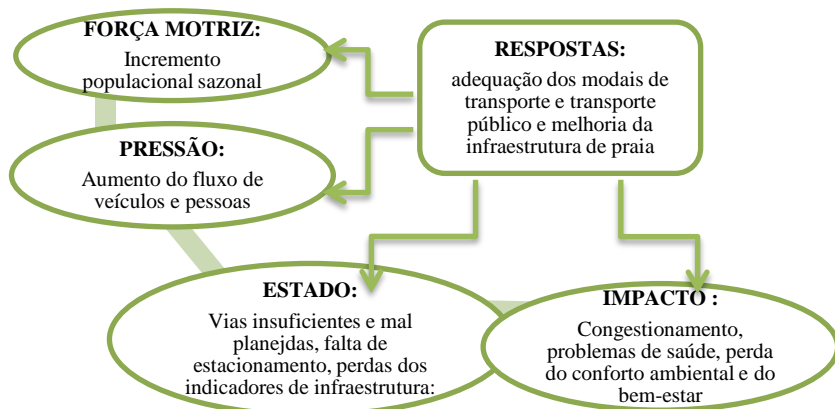 FORÇA MOTRIZ:
Incremento
populacional sazonal
RESPOSTAS:
adequação dos modais de
transporte e transporte
público e melhoria da
infraestrutura de praia
PRESSÃO:
Aumento do fluxo de
veículos e pessoas
ESTADO:
Vias insuficientes e mal
planejdas, falta de
estacionamento, perdas dos
indicadores de infraestrutura:
IMPACTO :
Congestionamento,
problemas de saúde, perda
do conforto ambiental e do
bem-estar